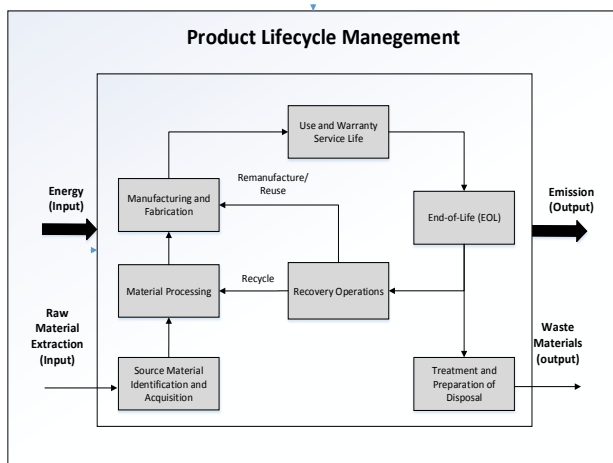 Product Lifecycle Manegement
Use and Warranty
Service Life
Remanufacture/
Reuse
Energy
(Input)
Manufacturing and
Fabrication
End-of-Life (EOL)
Emission
(Output)
Material Processing
Recycle
Recovery Operations
Raw
Material
Extraction
(Input)
Source Material
Identification and
Acquisition
Treatment and
Preparation of
Disposal
Waste
Materials
(output)